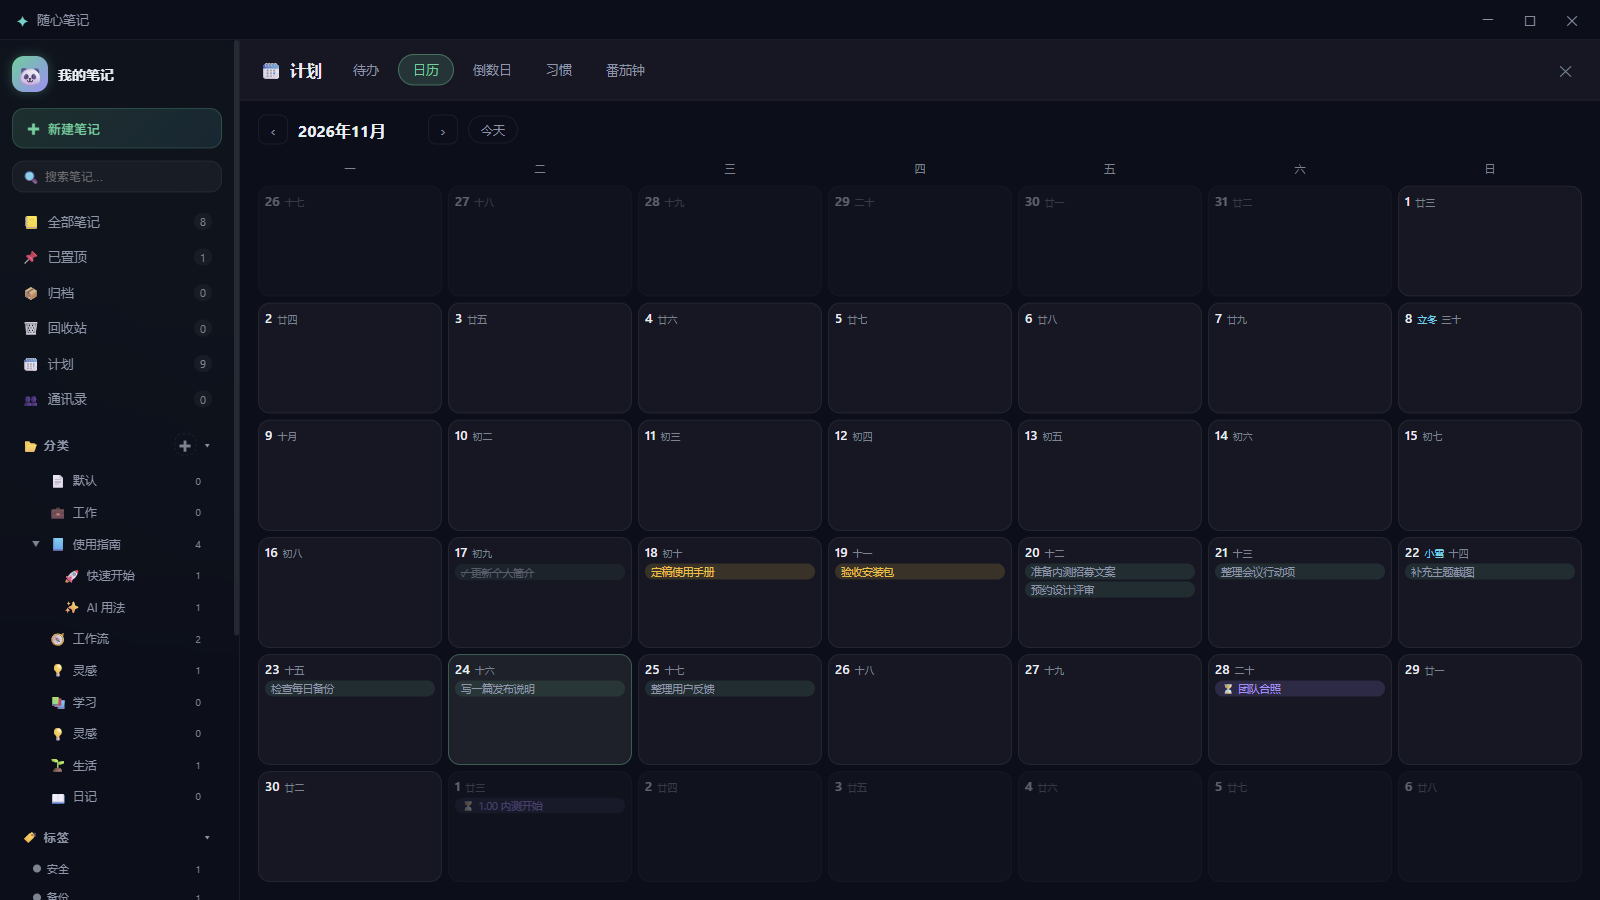 随心笔记
我的笔记
新建笔记
搜索笔记...
全部笔记 8
已置顶 1
归档 0
回收站 0
计划 9
通讯录 0
分类
默认 0
工作 0
使用指南 4
快速开始 1
AI 用法 1
工作流 2
灵感 1
学习 0
灵感 0
生活 1
日记 0
标签
安全 1
备份 1
计划 待办 日历 倒数日 习惯 番茄钟
‹ 2026年11月 › 今天
一 二 三 四 五 六 日
26 十七 27 十八 28 十九 29 二十 30 廿一 31 廿二 1 廿三
2 廿四 3 廿五 4 廿六 5 廿七 6 廿八 7 廿九 8 立冬 三十
9 十月 10 初二 11 初三 12 初四 13 初五 14 初六 15 初七
16 初八 17 初九 18 初十 19 十一 20 十二 21 十三 22 小雪 十四
✓ 更新个人简介 定稿使用手册 验收安装包 准备内测招募文案 整理会议行动项 补充主题截图
预约设计评审
23 十五 24 十六 25 十七 26 十八 27 十九 28 二十 29 廿一
检查每日备份 写一篇发布说明 整理用户反馈 ⏳ 团队合照
30 廿二 1 廿三 2 廿四 3 廿五 4 廿六 5 廿七 6 廿八
⏳ 1.00 内测开始